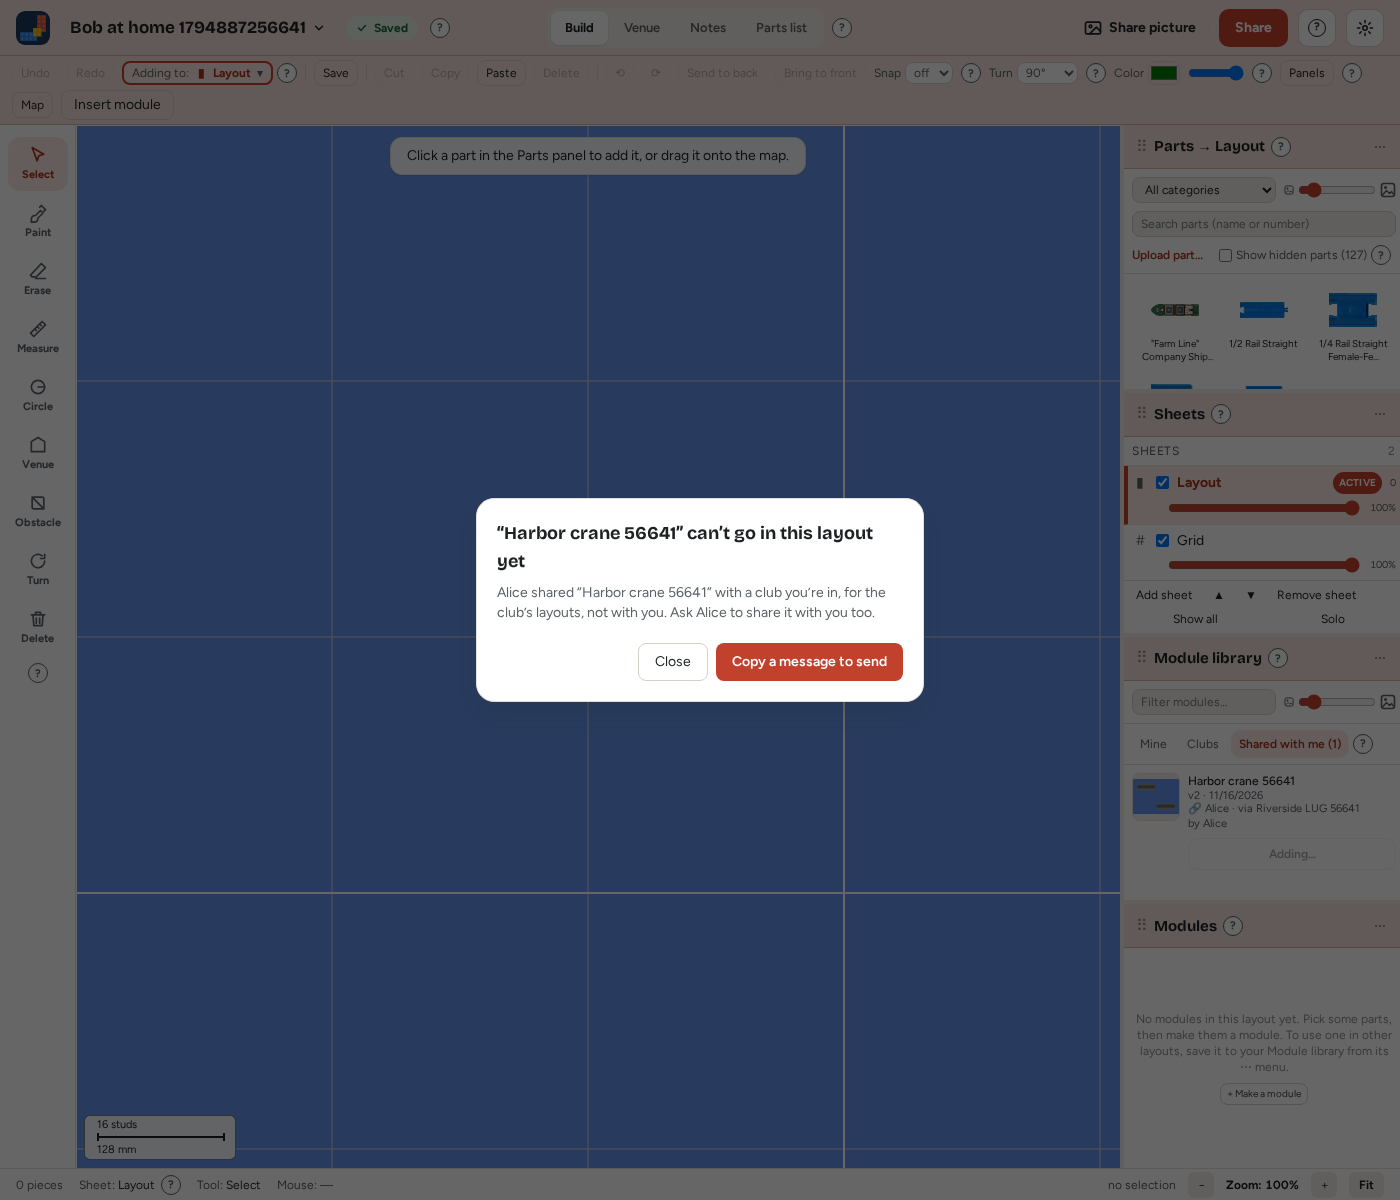 Bob at home 1794887256641
Saved
?
Build
Venue
Notes
Parts list
?
Share picture
Share
?
Undo
Redo
Adding to: Layout
?
Save
Cut
Copy
Paste
Delete
Send to back
Bring to front
Snap off
?
Turn 90°
?
Color
?
Panels
?
Map
Insert module
Select
Paint
Erase
Measure
Circle
Venue
Obstacle
Turn
Delete
?
Click a part in the Parts panel to add it, or drag it onto the map.
“Harbor crane 56641” can’t go in this layout
yet
Alice shared “Harbor crane 56641” with a club you’re in, for the
club’s layouts, not with you. Ask Alice to share it with you too.
Close
Copy a message to send
16 studs
128 mm
Parts → Layout
?
All categories
Search parts (name or number)
Upload part...
Show hidden parts (127)
?
"Farm Line"
Company Ship...
1/2 Rail Straight
1/4 Rail Straight
Female-Fe...
Sheets
?
SHEETS
2
Layout
ACTIVE
0
100%
# Grid
100%
Add sheet
▲
▼
Remove sheet
Show all
Solo
Module library
?
Filter modules...
Mine
Clubs
Shared with me (1)
?
Harbor crane 56641
v2 · 11/16/2026
Alice · via Riverside LUG 56641
by Alice
Adding…
Modules
?
No modules in this layout yet. Pick some parts,
then make them a module. To use one in other
layouts, save it to your Module library from its
⋯ menu.
+ Make a module
0 pieces
Sheet: Layout
?
Tool: Select
Mouse: —
no selection
−
Zoom: 100%
+
Fit